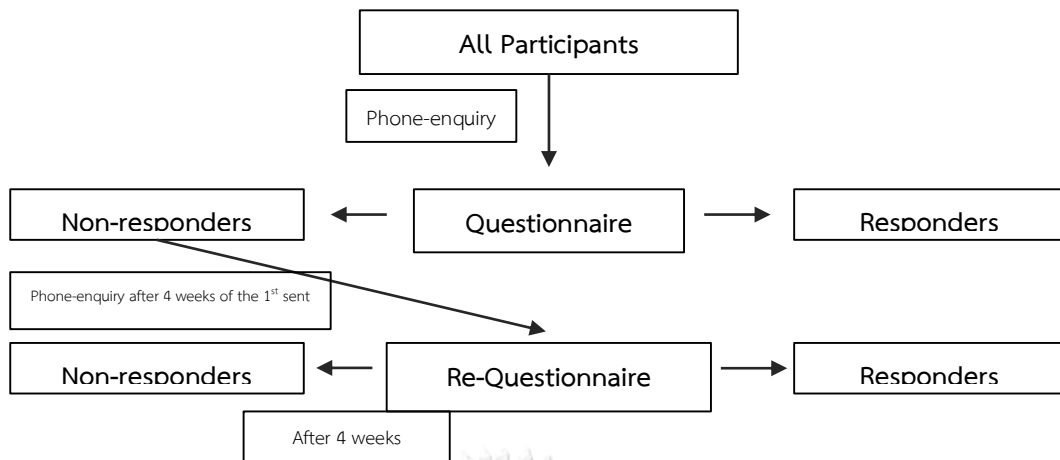 All Participants
Phone-enquiry
Non-responders
Questionnaire
Responders
Phone-enquiry after 4 weeks of the 1st sent
Non-responders
Re-Questionnaire
Responders
After 4 weeks